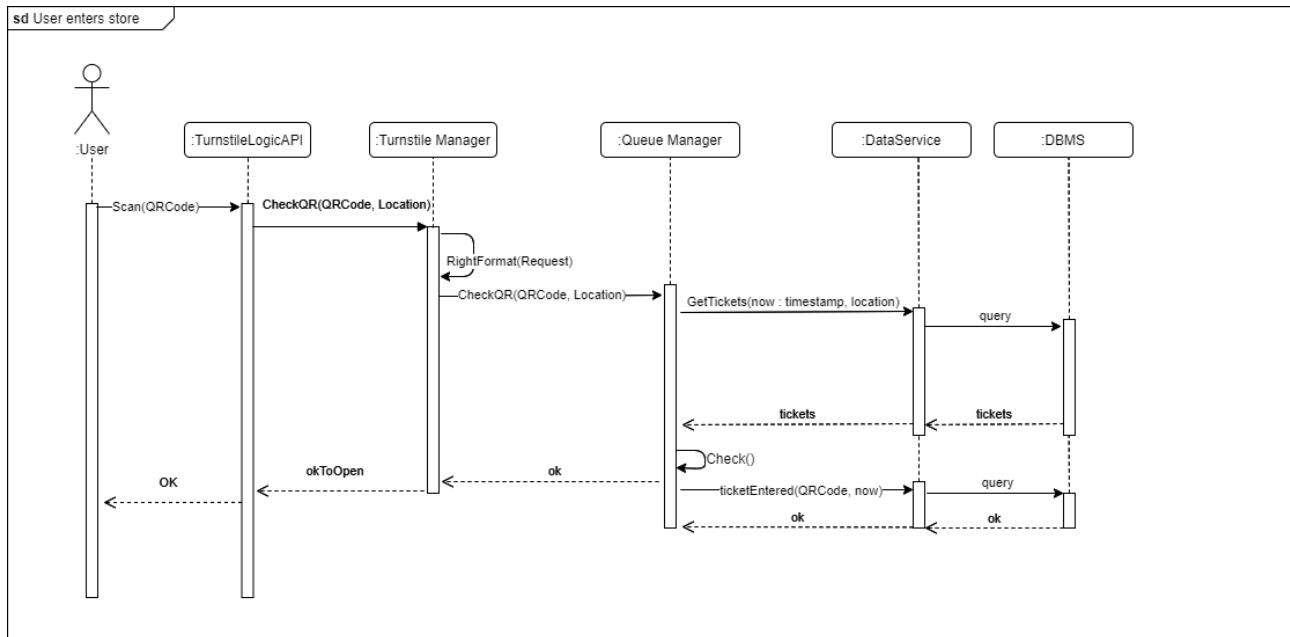 sd User enters store
:User
:TurnstileLogicAPI
:Turnstile Manager
:Queue Manager
:DataService
:DBMS
Scan(QRCode)
CheckQR(QRCode, Location)
RightFormat(Request)
CheckQR(QRCode, Location)
GetTickets(now : timestamp, location)
query
tickets
tickets
Check()
ok
okToOpen
OK
ticketEntered(QRCode, now)
query
ok
ok